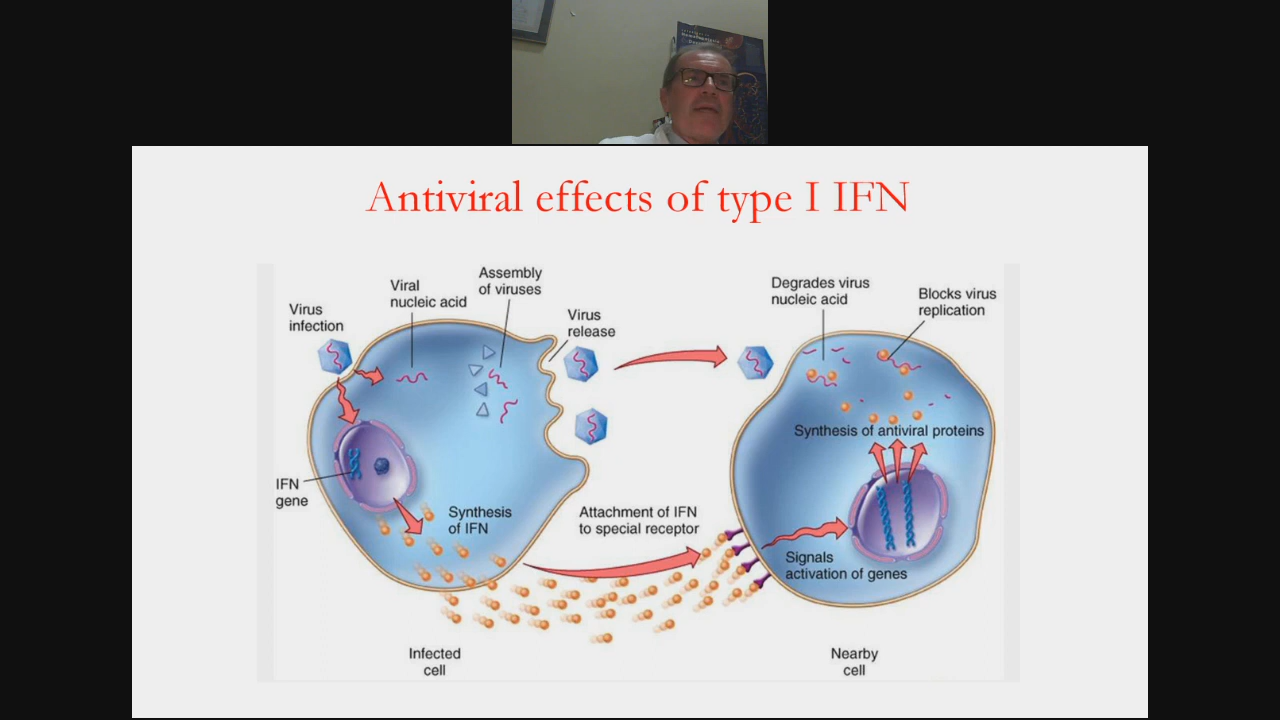 Antiviral effects of type I IFN
Assembly
of viruses
Viral
nucleic acid
Virus
infection
Virus
release
Degrades virus
nucleic acid
Blocks virus
replication
Synthesis of antiviral proteins
IFN
gene
Synthesis
of IFN
Attachment of IFN
to special receptor
Signals
activation of genes
Infected
cell
Nearby
cell